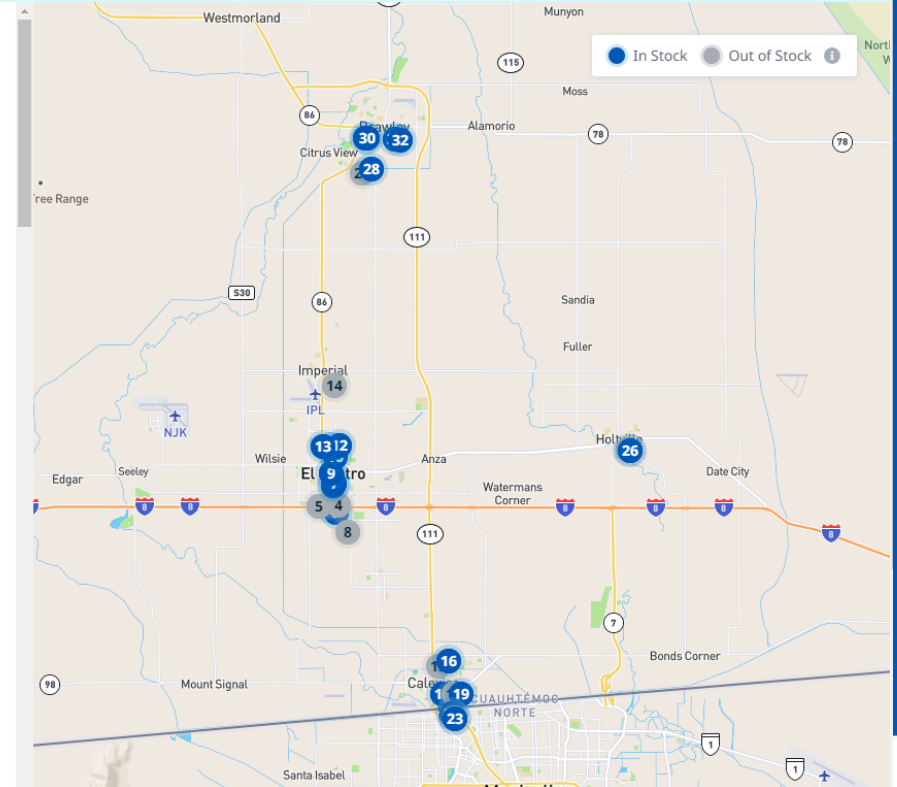 Westmorland
Munyon
115
In Stock
Out of Stock
i
Moss
86
Brawley
30
32
Alamorio
78
78
Citrus View
28
111
S30
86
Sandia
Fuller
Imperial
14
IPL
NJK
13
12
Holtville
26
Wilsie
Anza
Seeley
Edgar
9
Date City
Watermans
Corner
5
4
8
8
8
8
8
8
8
8
111
7
16
Bonds Corner
98
Mount Signal
19
CUAUHTÉMOC
NORTE
23
1
1
Santa Isabel